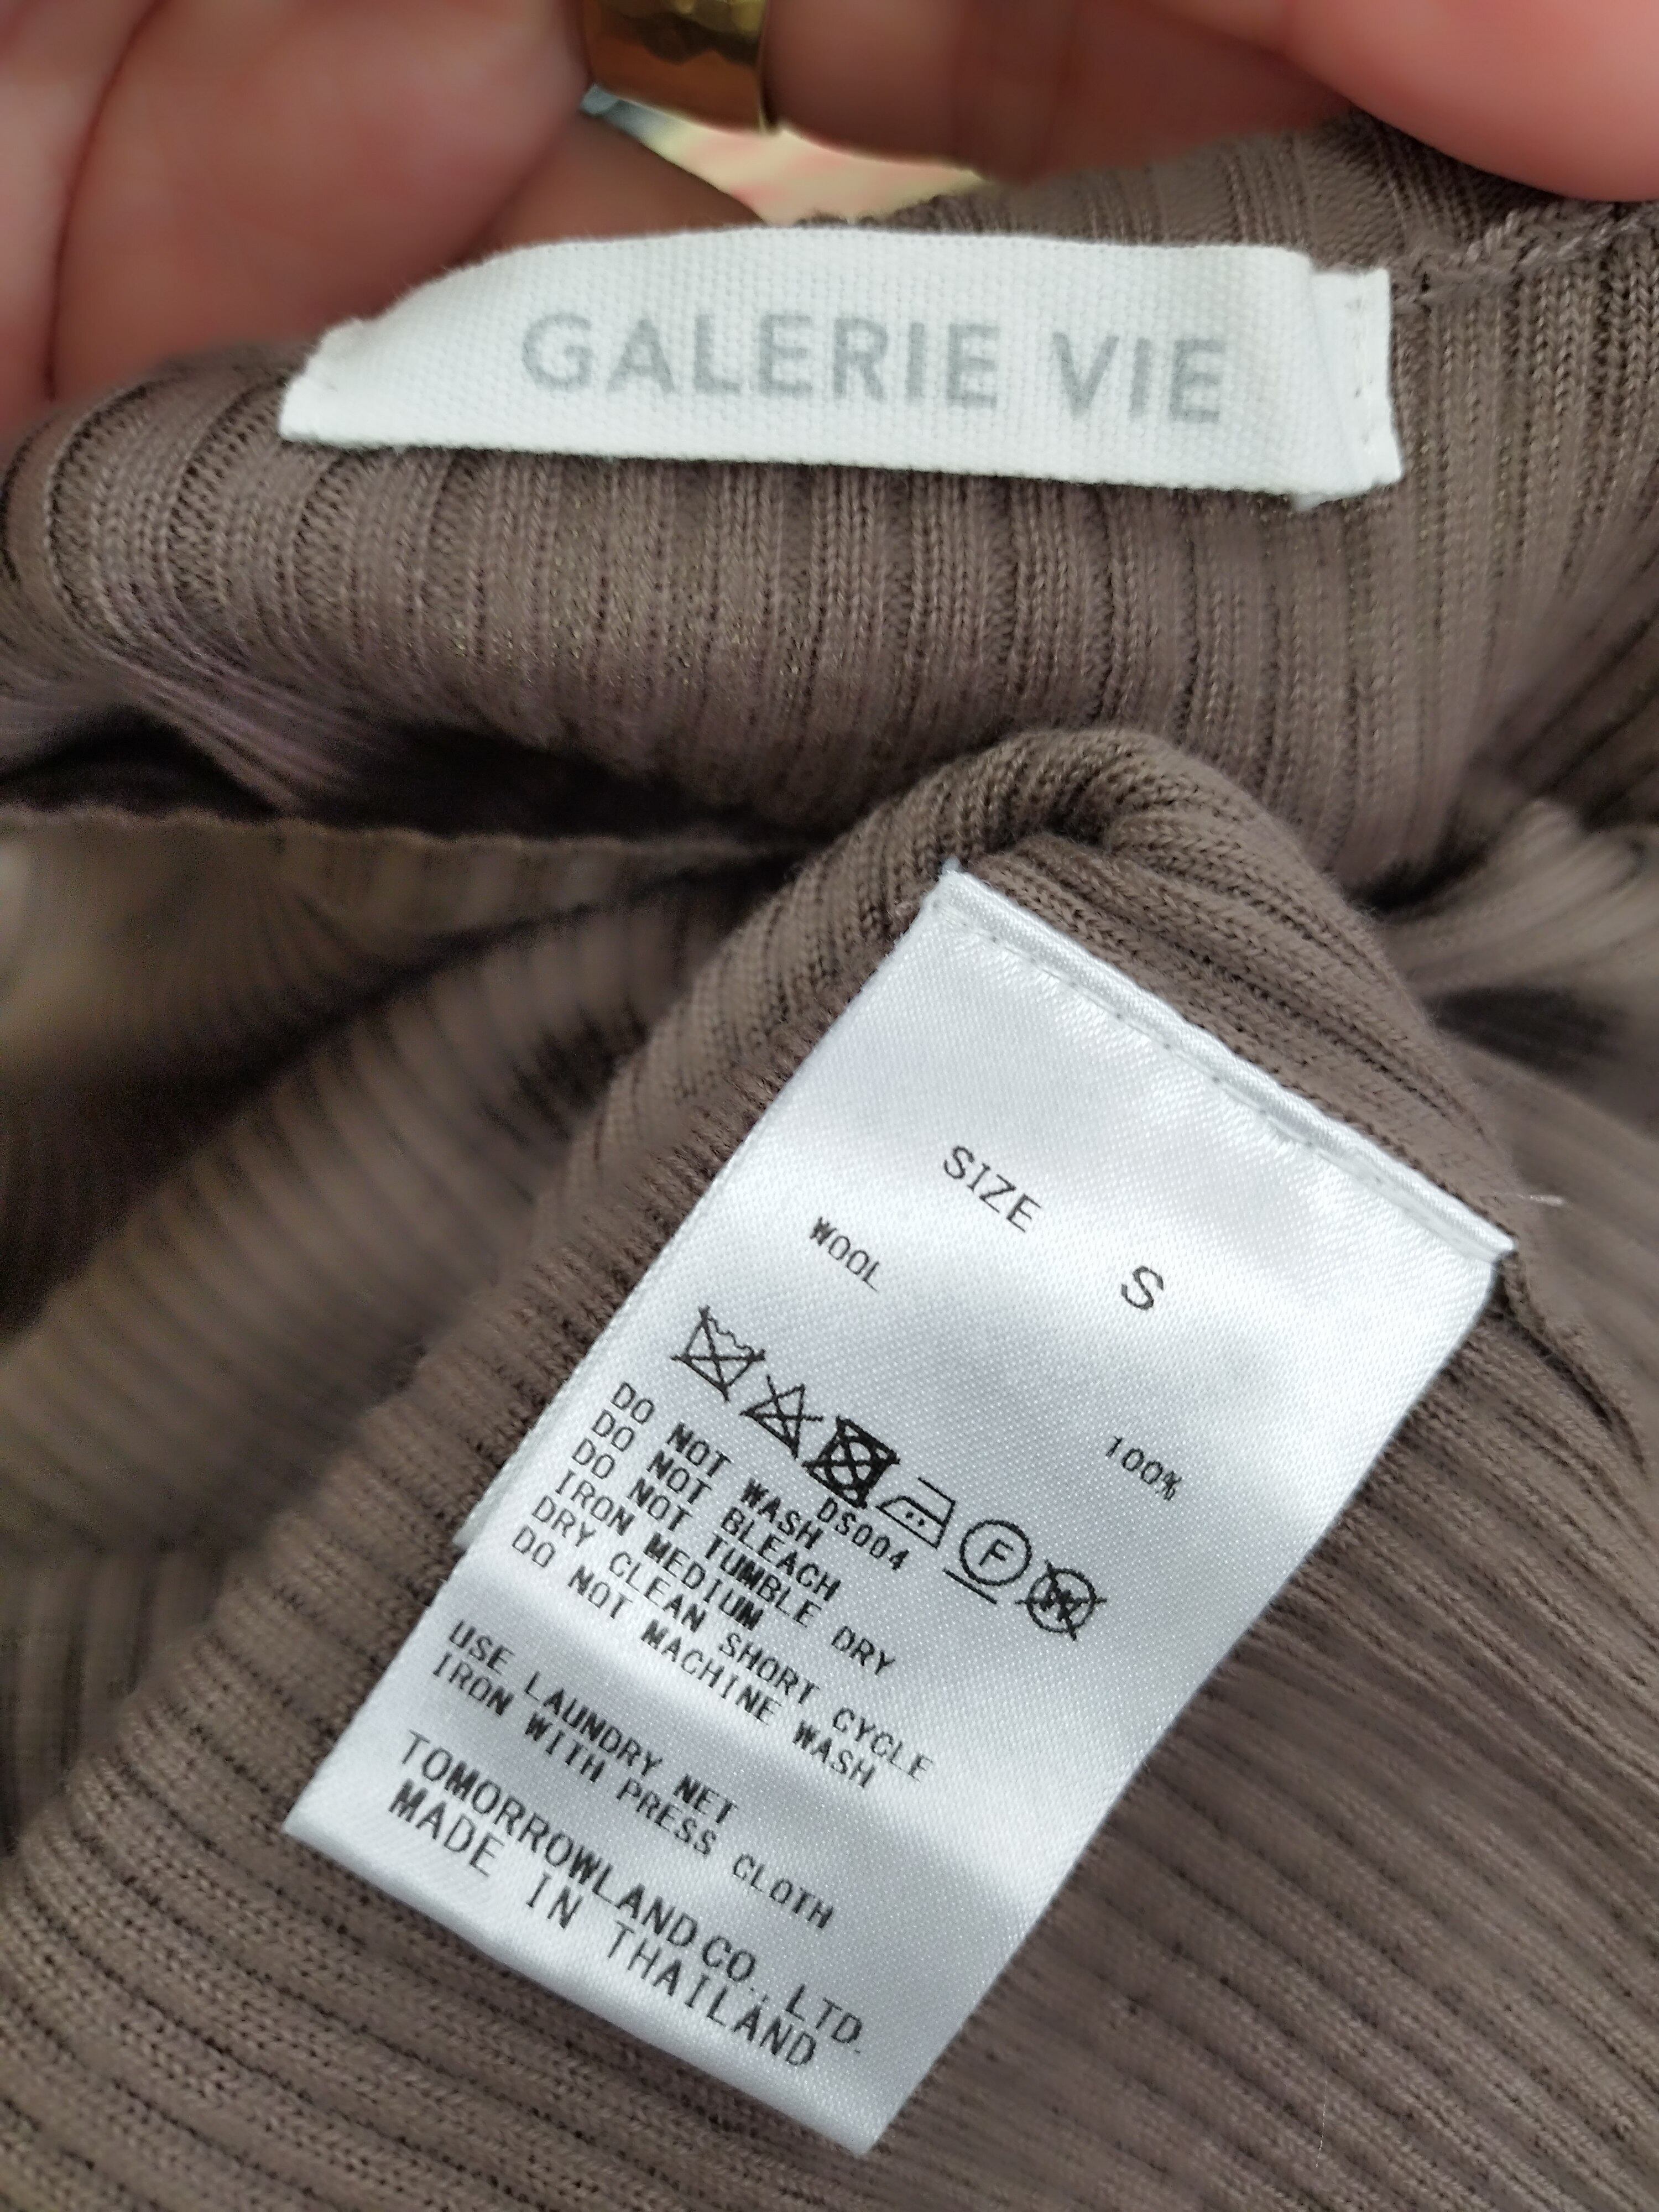 GALERIE VIE
SIZE S
WOOL 100%
F W
DS004
DO NOT WASH
DO NOT BLEACH
DO NOT TUMBLE DRY
IRON MEDIUM
DRY CLEAN SHORT CYCLE
DO NOT MACHINE WASH
USE LAUNDRY NET
IRON WITH PRESS CLOTH
TOMORROWLAND CO.,LTD.
MADE IN THAILAND